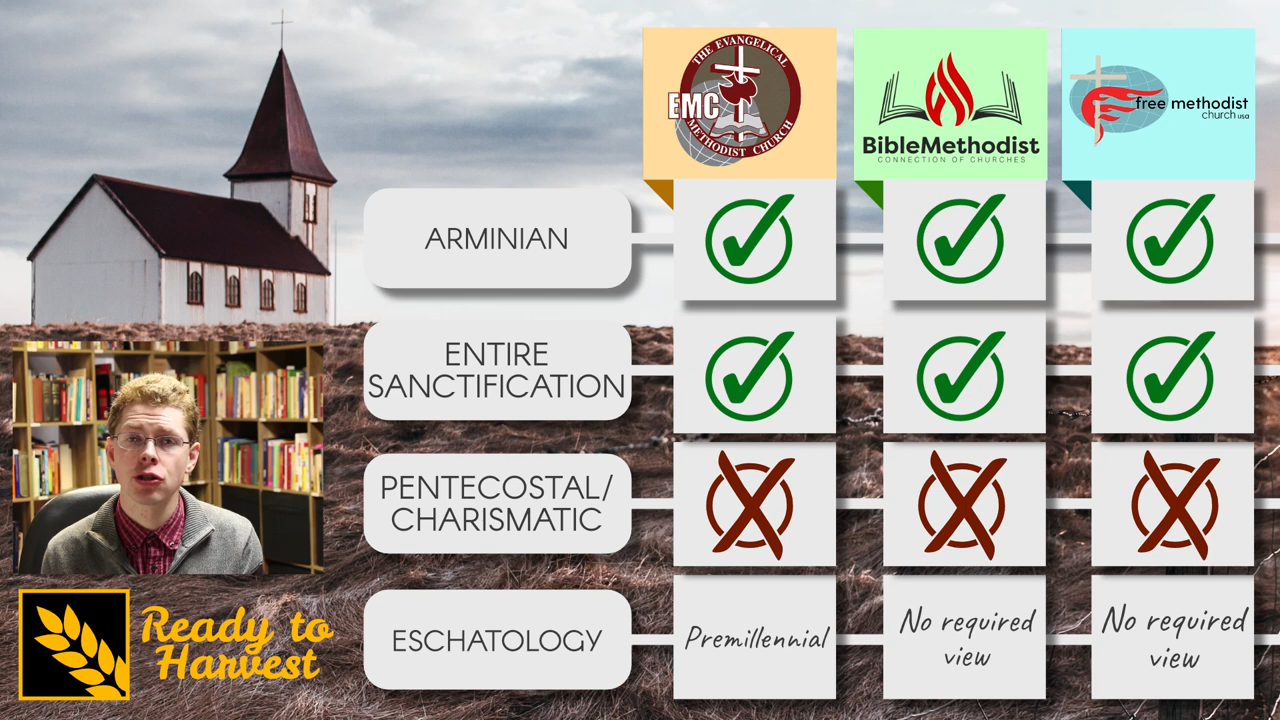 THE EVANGELICAL
EMC
METHODIST CHURCH
BibleMethodist
CONNECTION OF CHURCHES
free methodist
church usa
ARMINIAN
ENTIRE
SANCTIFICATION
PENTECOSTAL/
CHARISMATIC
ESCHATOLOGY
Premillennial
No required
view
No required
view
Ready to
Harvest